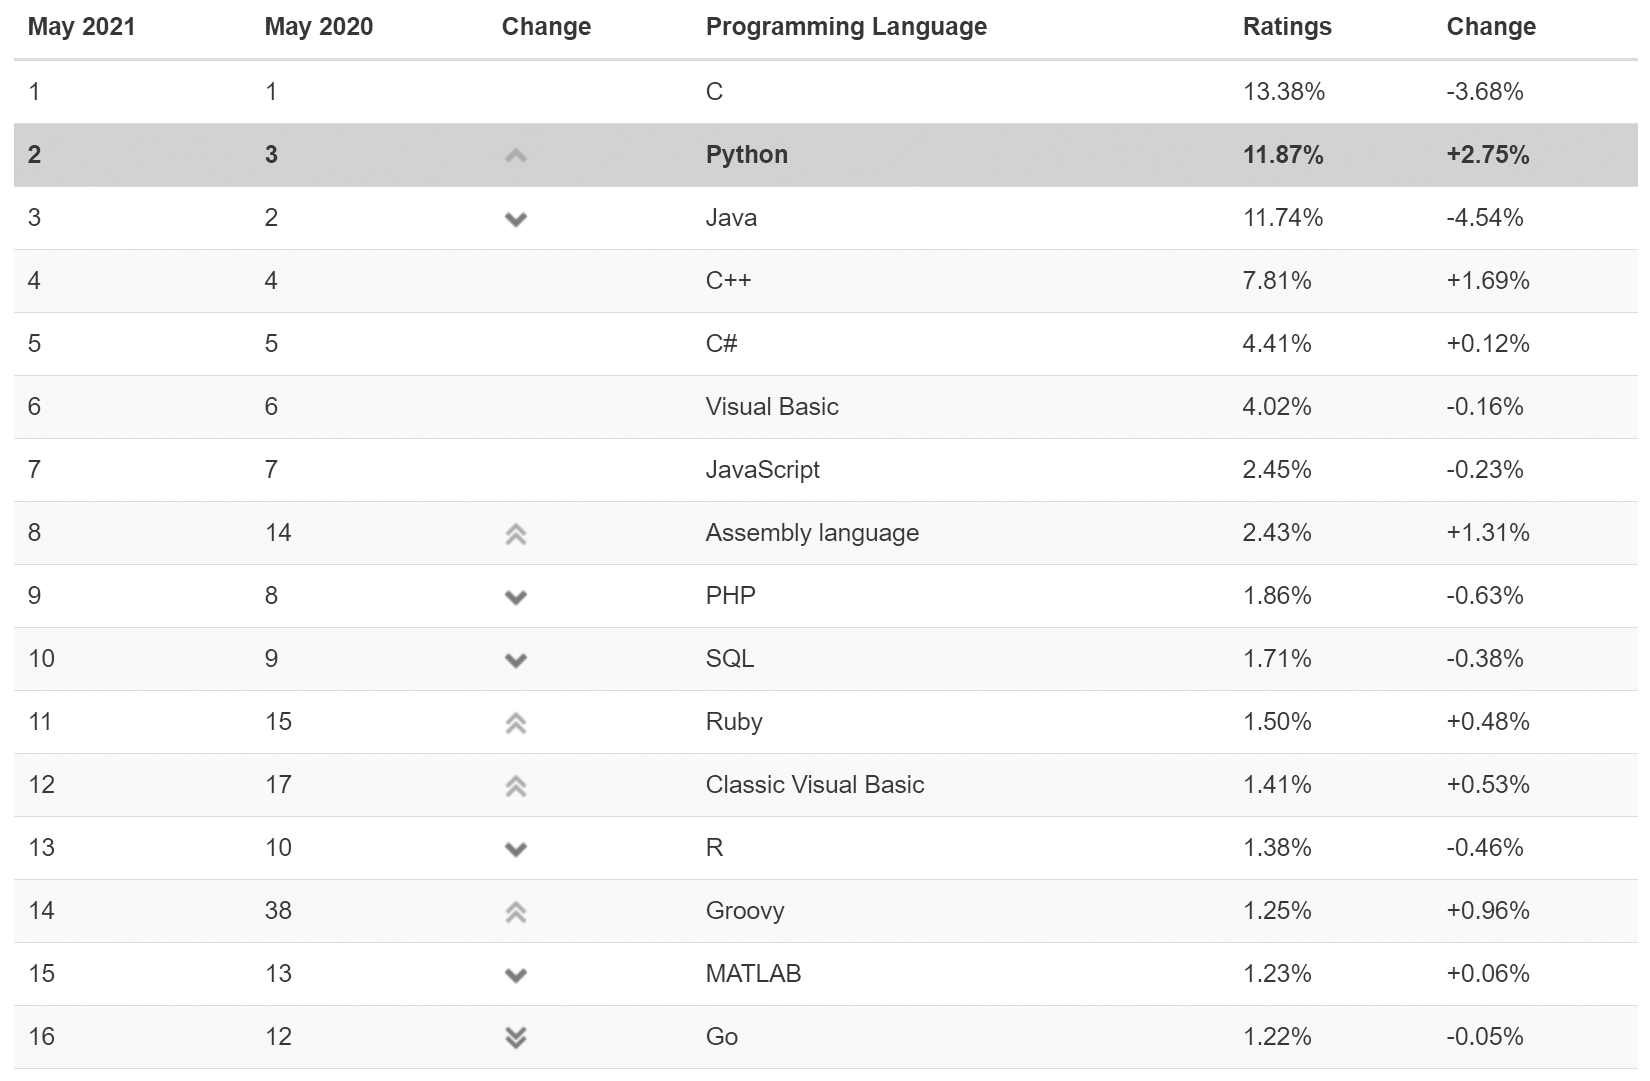 May 2021 May 2020 Change Programming Language Ratings Change
1 1 C 13.38% -3.68%
2 3 Python 11.87% +2.75%
3 2 Java 11.74% -4.54%
4 4 C++ 7.81% +1.69%
5 5 C# 4.41% +0.12%
6 6 Visual Basic 4.02% -0.16%
7 7 JavaScript 2.45% -0.23%
8 14 Assembly language 2.43% +1.31%
9 8 PHP 1.86% -0.63%
10 9 SQL 1.71% -0.38%
11 15 Ruby 1.50% +0.48%
12 17 Classic Visual Basic 1.41% +0.53%
13 10 R 1.38% -0.46%
14 38 Groovy 1.25% +0.96%
15 13 MATLAB 1.23% +0.06%
16 12 Go 1.22% -0.05%